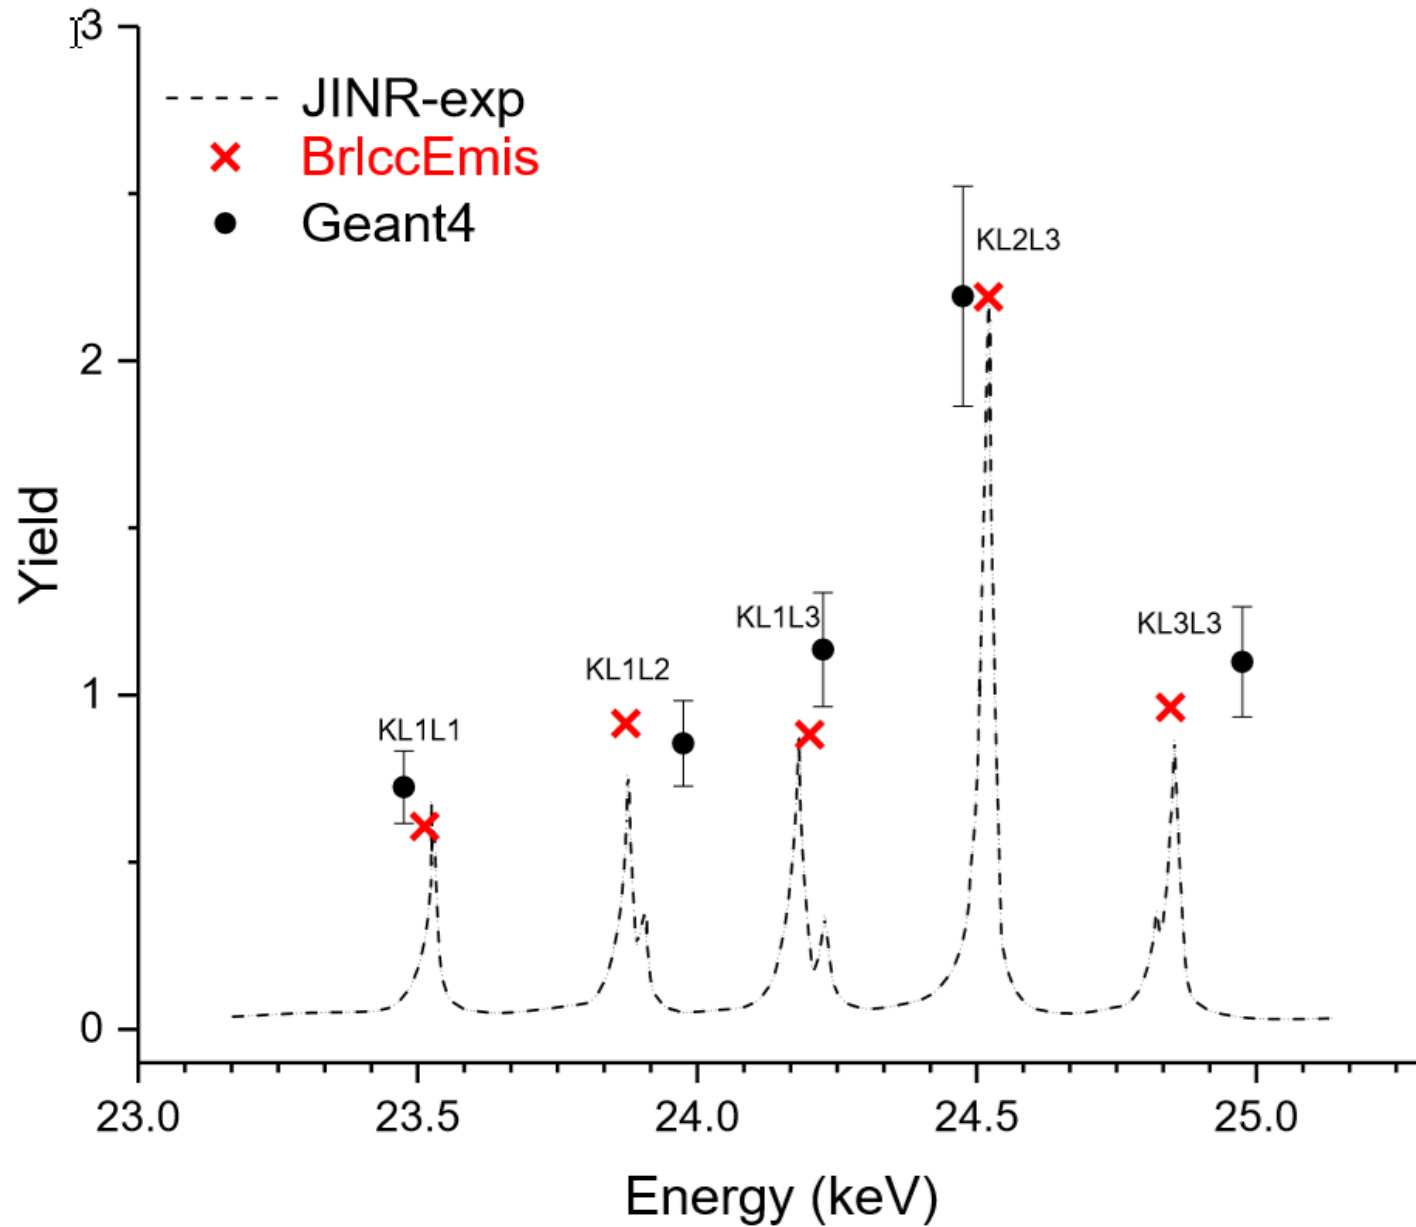 3
JINR-exp
BrIccEmis
Geant4
KL2L3
2
KL1L3
KL3L3
KL1L2
1
KL1L1
0
Yield
23.0 23.5 24.0 24.5 25.0
Energy (keV)